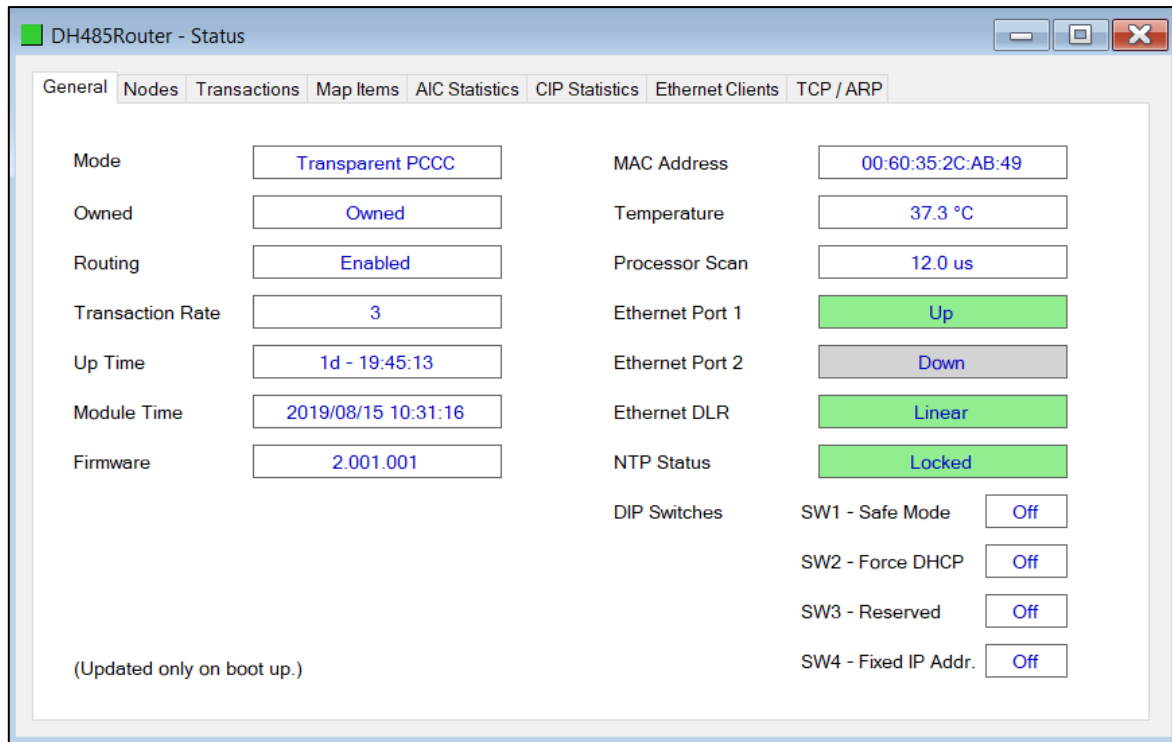 DH485Router - Status
General Nodes Transactions Map Items AIC Statistics CIP Statistics Ethernet Clients TCP / ARP
Mode Transparent PCCC MAC Address 00:60:35:2C:AB:49
Owned Owned Temperature 37.3 °C
Routing Enabled Processor Scan 12.0 us
Transaction Rate 3 Ethernet Port 1 Up
Up Time 1d - 19:45:13 Ethernet Port 2 Down
Module Time 2019/08/15 10:31:16 Ethernet DLR Linear
Firmware 2.001.001 NTP Status Locked
DIP Switches SW1 - Safe Mode Off
SW2 - Force DHCP Off
SW3 - Reserved Off
(Updated only on boot up.) SW4 - Fixed IP Addr. Off